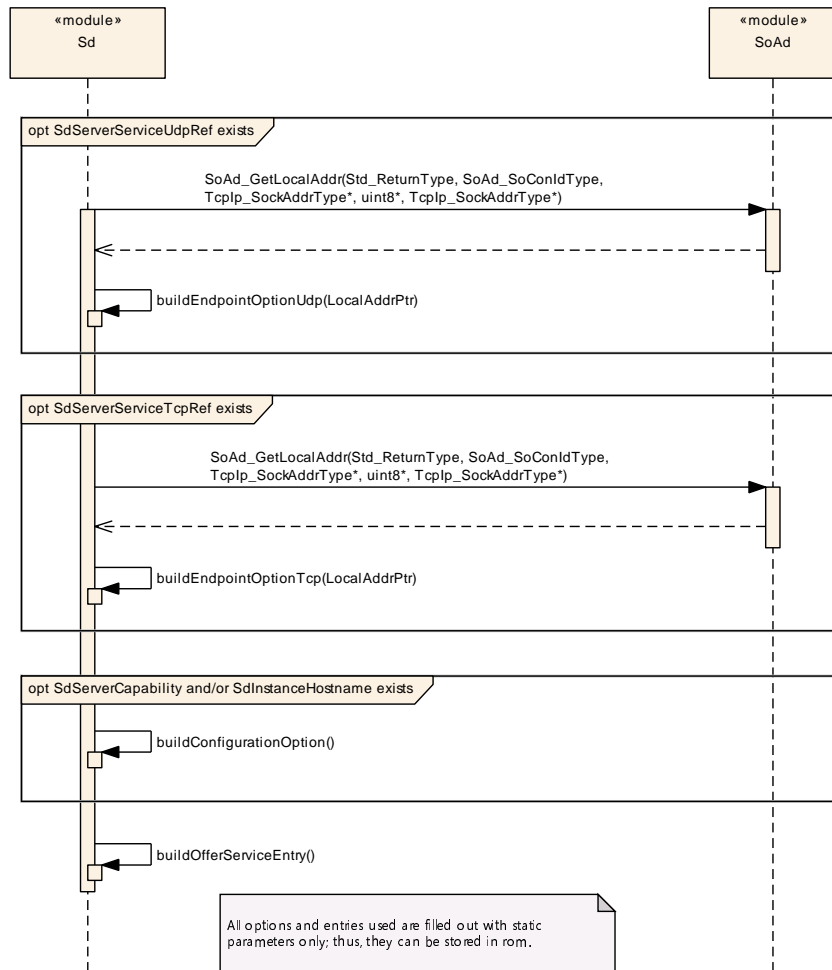 «module»
Sd
«module»
SoAd
opt SdServerServiceUdpRef exists
SoAd_GetLocalAddr(Std_ReturnType, SoAd_SoConIdType,
TcpIp_SockAddrType*, uint8*, TcpIp_SockAddrType*)
buildEndpointOptionUdp(LocalAddrPtr)
opt SdServerServiceTcpRef exists
SoAd_GetLocalAddr(Std_ReturnType, SoAd_SoConIdType,
TcpIp_SockAddrType*, uint8*, TcpIp_SockAddrType*)
buildEndpointOptionTcp(LocalAddrPtr)
opt SdServerCapability and/or SdInstanceHostname exists
buildConfigurationOption()
buildOfferServiceEntry()
All options and entries used are filled out with static
parameters only; thus, they can be stored in rom.